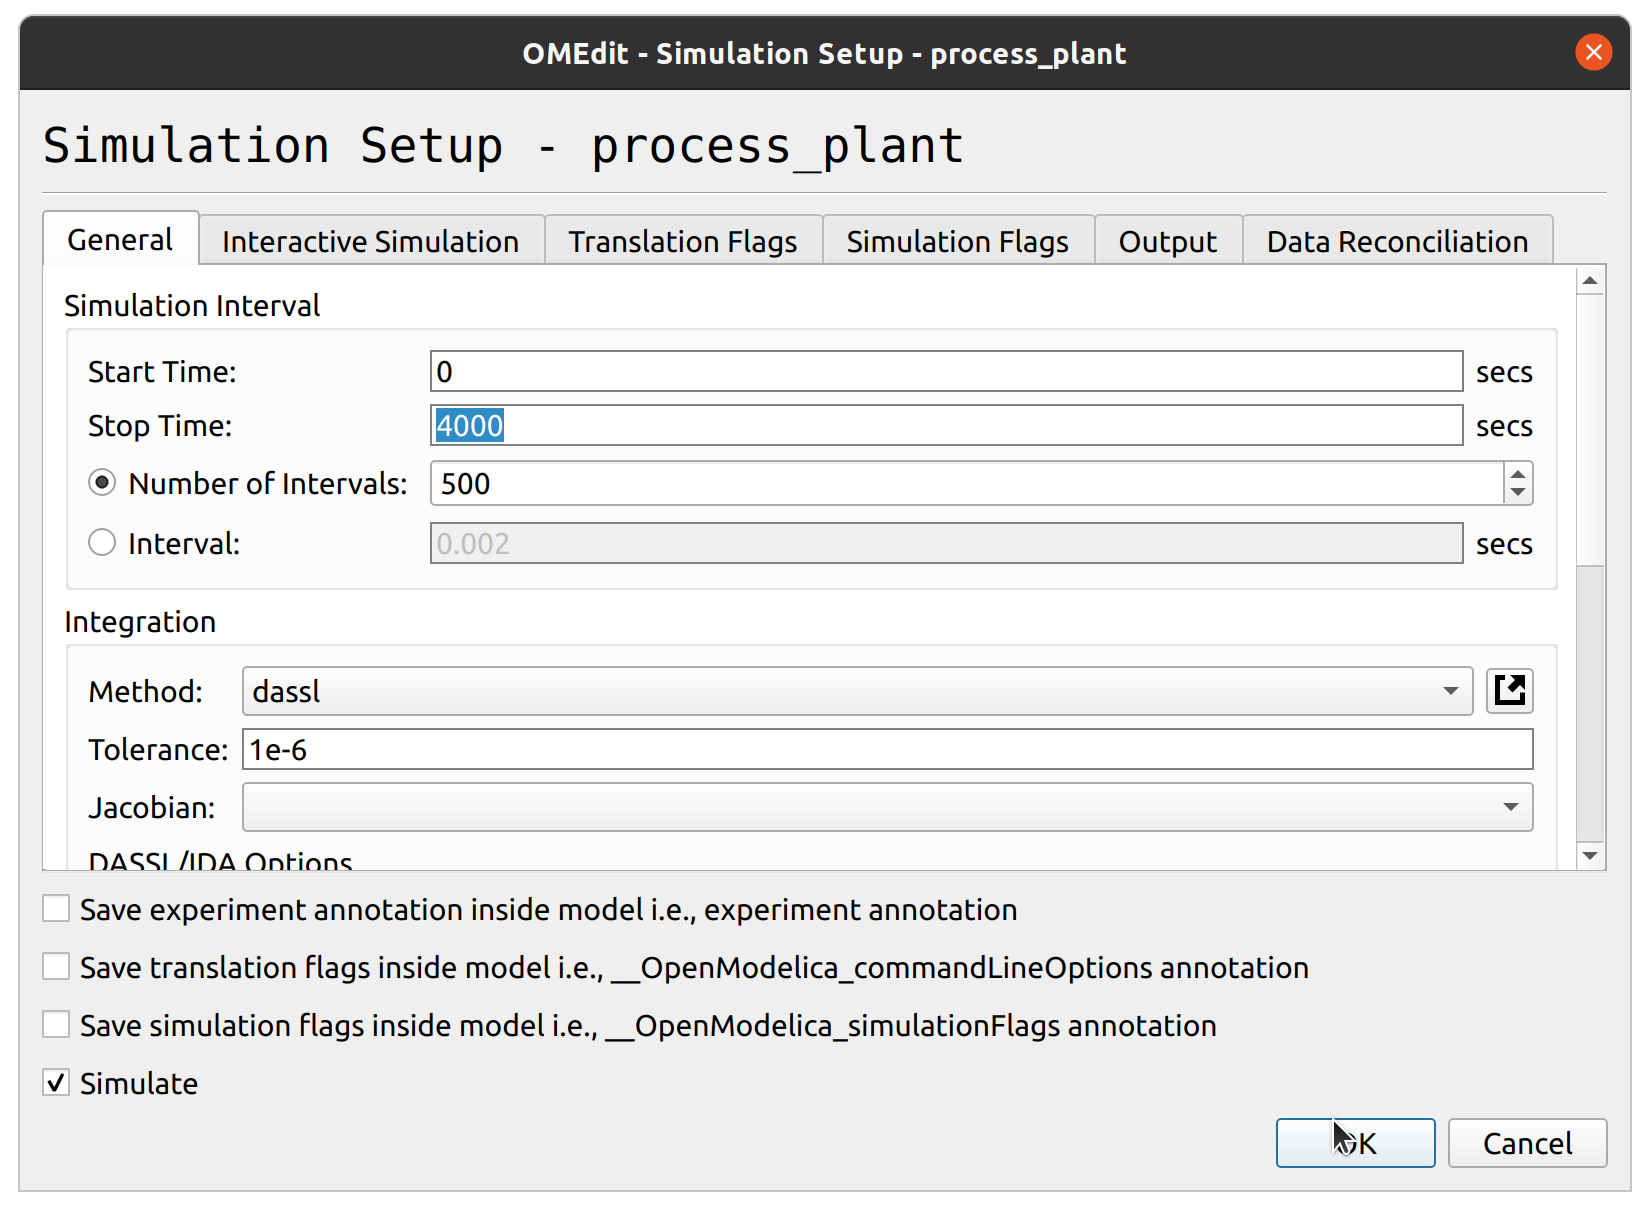 OMEdit - Simulation Setup - process_plant
Simulation Setup - process_plant
General Interactive Simulation Translation Flags Simulation Flags Output Data Reconciliation
Simulation Interval
Start Time: 0 secs
Stop Time: 4000 secs
Number of Intervals: 500
Interval: 0.002 secs
Integration
Method: dassl
Tolerance: 1e-6
Jacobian:
DASSL/IDA Options
Save experiment annotation inside model i.e., experiment annotation
Save translation flags inside model i.e., __OpenModelica_commandLineOptions annotation
Save simulation flags inside model i.e., __OpenModelica_simulationFlags annotation
Simulate
OK Cancel